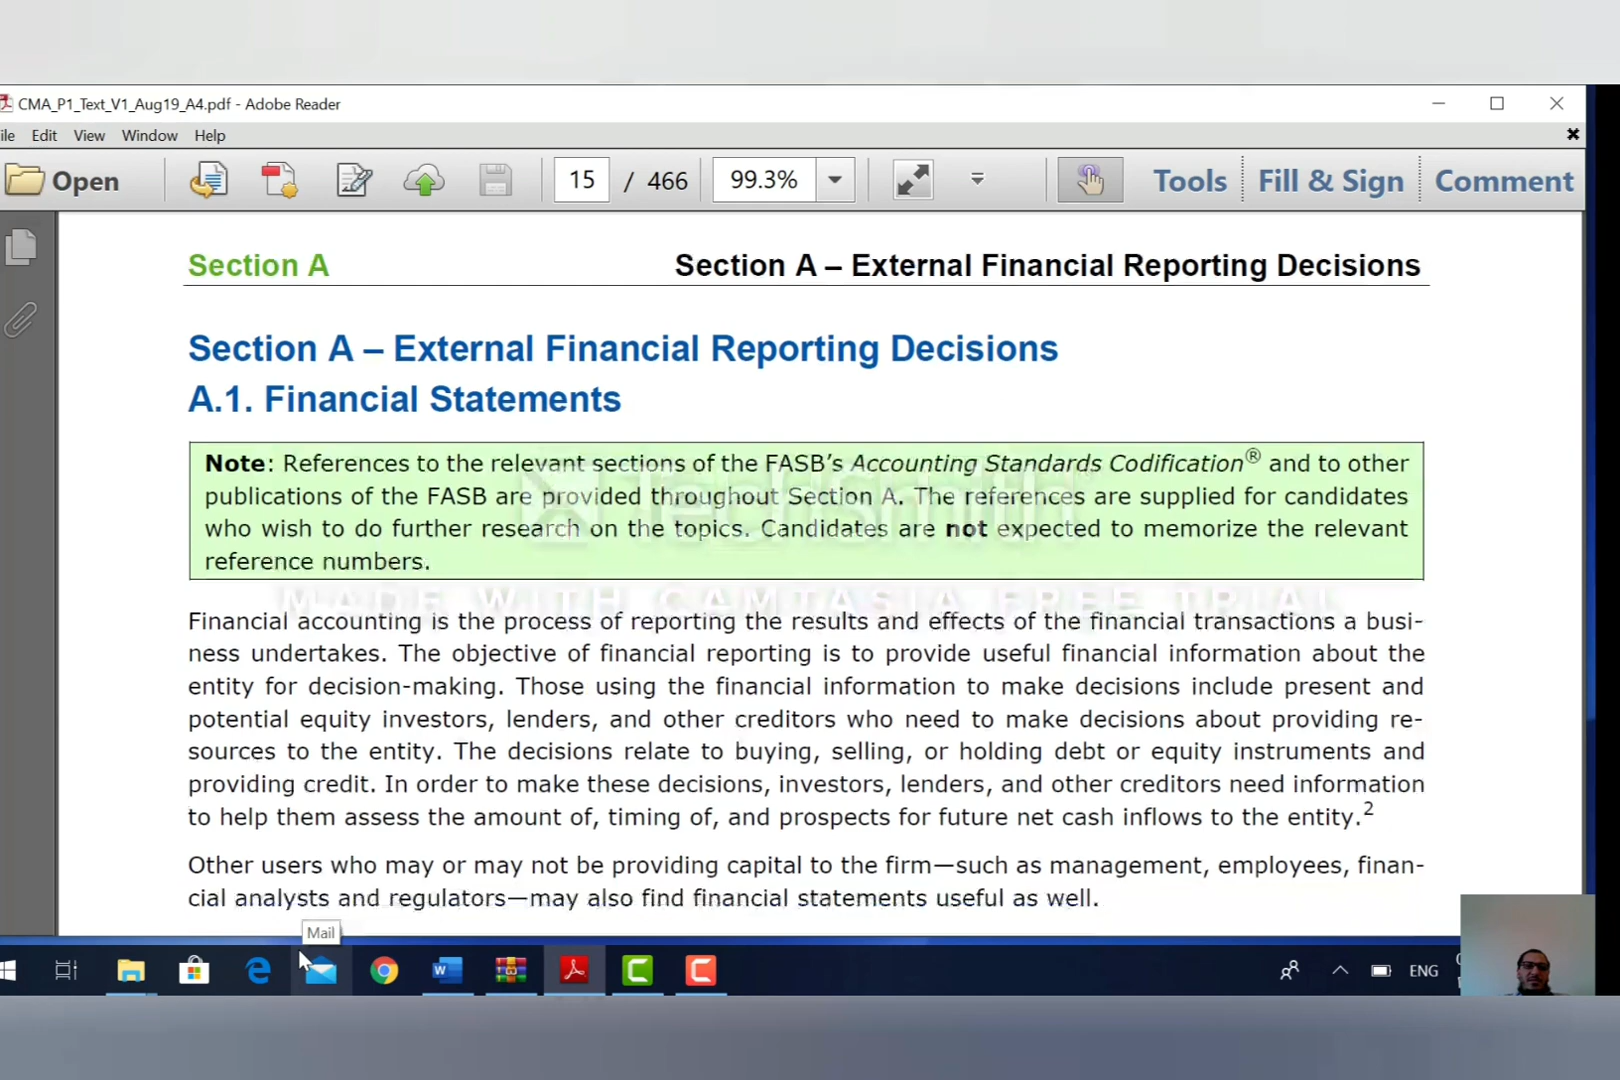 CMA_P1_Text_V1_Aug19_A4.pdf - Adobe Reader
ile Edit View Window Help
Open 15 / 466 99.3% Tools Fill & Sign Comment
Section A Section A – External Financial Reporting Decisions
Section A – External Financial Reporting Decisions
A.1. Financial Statements
Note: References to the relevant sections of the FASB's Accounting Standards Codification® and to other
publications of the FASB are provided throughout Section A. The references are supplied for candidates
who wish to do further research on the topics. Candidates are not expected to memorize the relevant
reference numbers.
TechSmith
MADE WITH CAMTASIA FREE TRIAL
Financial accounting is the process of reporting the results and effects of the financial transactions a busi-
ness undertakes. The objective of financial reporting is to provide useful financial information about the
entity for decision-making. Those using the financial information to make decisions include present and
potential equity investors, lenders, and other creditors who need to make decisions about providing re-
sources to the entity. The decisions relate to buying, selling, or holding debt or equity instruments and
providing credit. In order to make these decisions, investors, lenders, and other creditors need information
to help them assess the amount of, timing of, and prospects for future net cash inflows to the entity.²
Other users who may or may not be providing capital to the firm—such as management, employees, finan-
cial analysts and regulators—may also find financial statements useful as well.
Mail
ENG